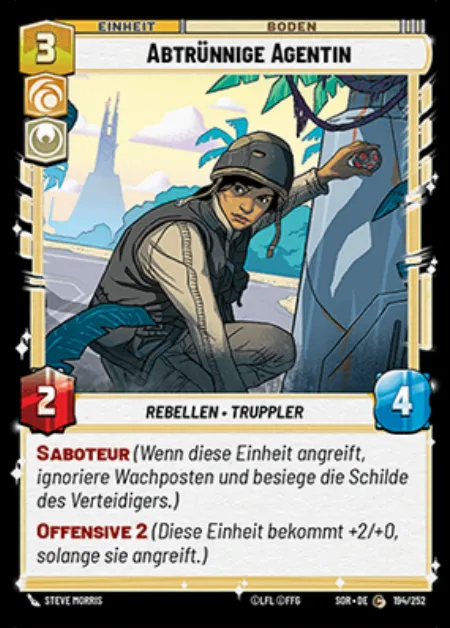 3
EINHEIT
BODEN
ABTRÜNNIGE AGENTIN
2
REBELLEN • TRUPPLER
4
SABOTEUR (Wenn diese Einheit angreift,
ignoriere Wachposten und besiege die Schilde
des Verteidigers.)
OFFENSIVE 2 (Diese Einheit bekommt +2/+0,
solange sie angreift.)
STEVE MORRIS
©LFL ©FFG
SOR • DE
C
194/252